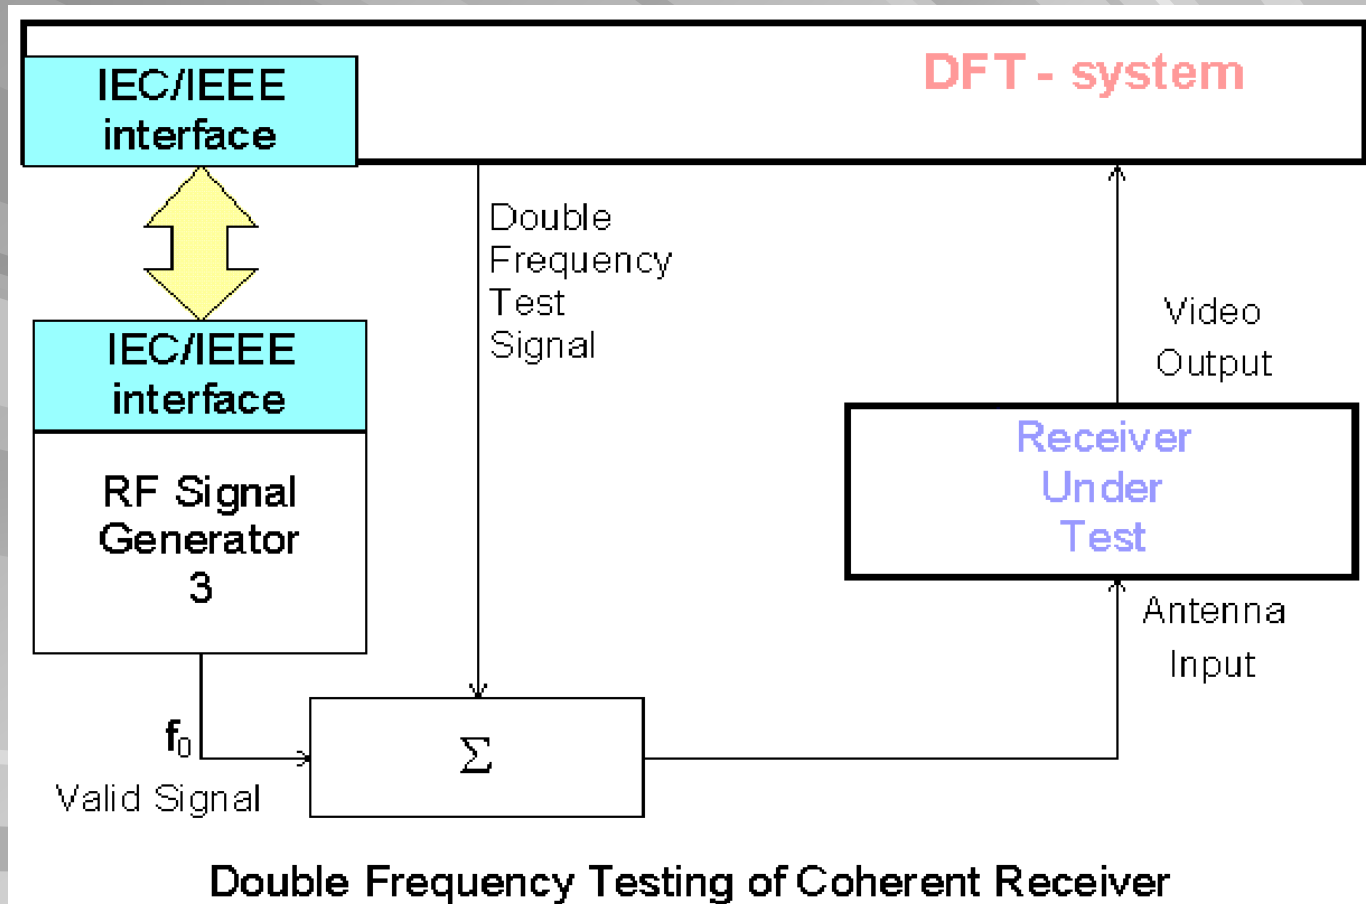 DFT - system
IEC/IEEE
interface
Double
Frequency
Test
Signal
Video
Output
IEC/IEEE
interface
RF Signal
Generator
3
Receiver
Under
Test
Antenna
Input
f₀
Valid Signal
Σ
Double Frequency Testing of Coherent Receiver